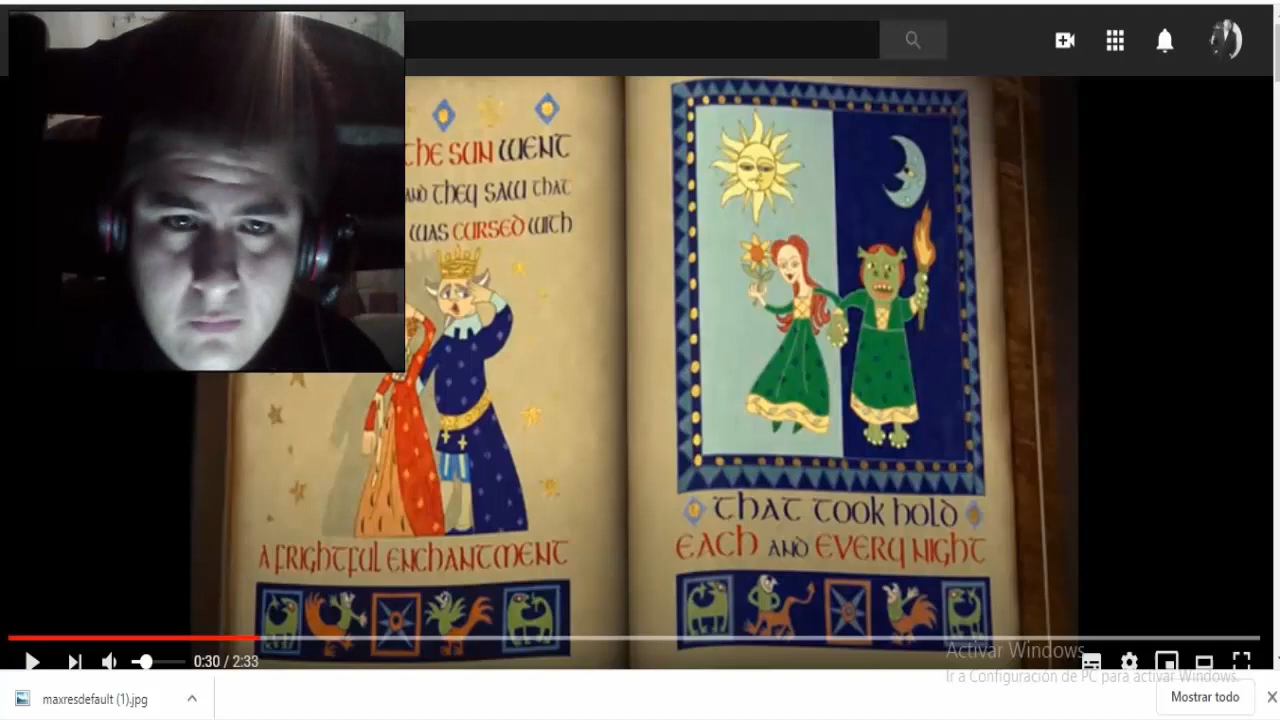 THE SUN WENT
AND THEY SAW THAT
WAS CURSED WITH
A FRIGHTFUL ENCHANTMENT
THAT TOOK HOLD
EACH AND EVERY NIGHT
0:30 / 2:33
Activar Windows
Ir a Configuración de PC para activar Windows.
maxresdefault (1).jpg
Mostrar todo